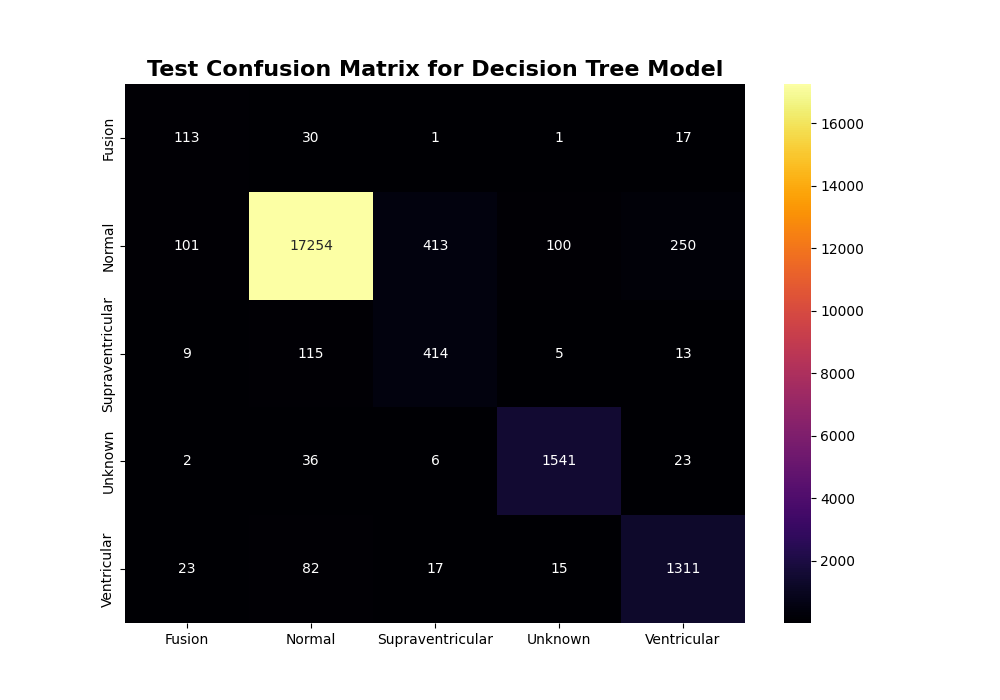 Test Confusion Matrix for Decision Tree Model
Fusion 113 30 1 1 17
Normal 101 17254 413 100 250
Supraventricular 9 115 414 5 13
Unknown 2 36 6 1541 23
Ventricular 23 82 17 15 1311
Fusion Normal Supraventricular Unknown Ventricular
16000
14000
12000
10000
8000
6000
4000
2000